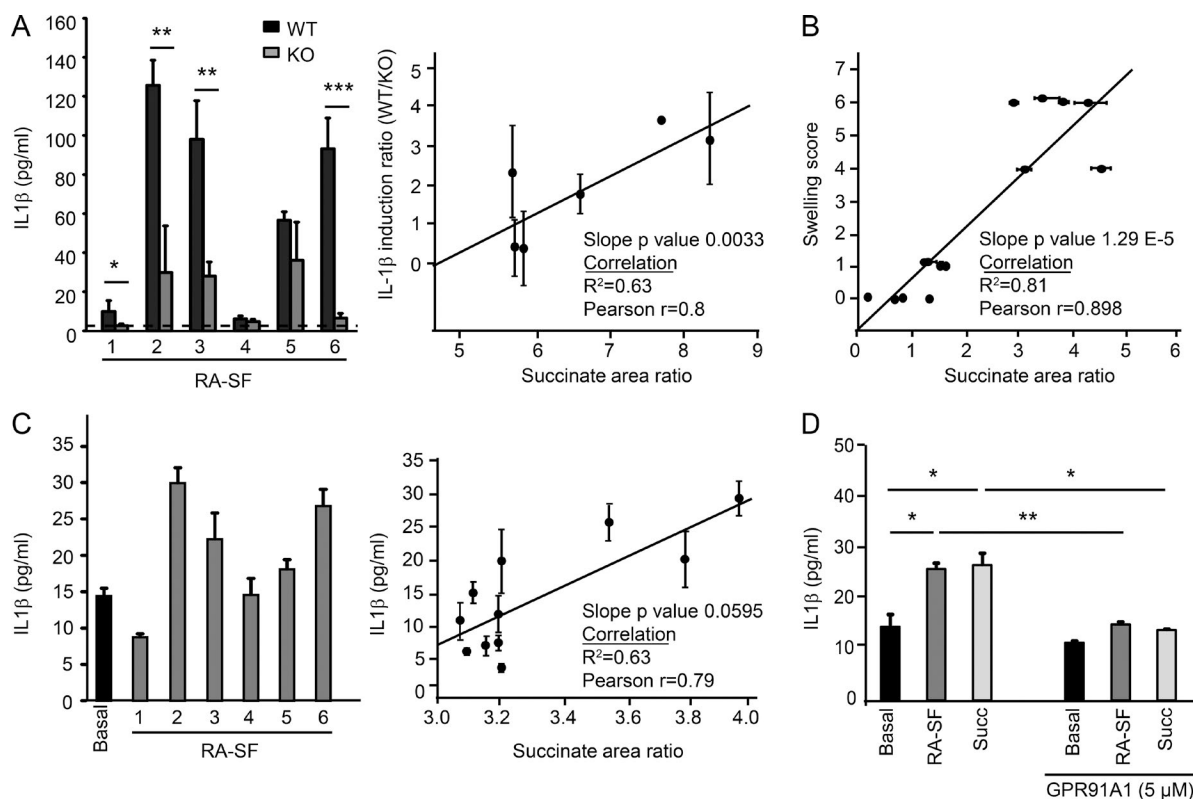 A
IL1β (pg/ml)
160
140
120
100
80
60
40
20
0
WT
KO
*
**
**
***
1 2 3 4 5 6
RA-SF
IL-1β induction ratio (WT/KO)
5
4
3
2
1
0
Slope p value 0.0033
Correlation
R²=0.63
Pearson r=0.8
5 6 7 8 9
Succinate area ratio
B
Swelling score
7
6
5
4
3
2
1
0
Slope p value 1.29 E-5
Correlation
R²=0.81
Pearson r=0.898
0 1 2 3 4 5 6
Succinate area ratio
C
IL1β (pg/ml)
35
30
25
20
15
10
5
0
Basal 1 2 3 4 5 6
RA-SF
IL1β (pg/ml)
35
30
25
20
15
10
5
0
Slope p value 0.0595
Correlation
R²=0.63
Pearson r=0.79
3.0 3.2 3.6 3.8 4.0
Succinate area ratio
D
IL1β (pg/ml)
50
40
30
20
10
0
* *
* **
Basal RA-SF Succ Basal RA-SF Succ
GPR91A1 (5 µM)